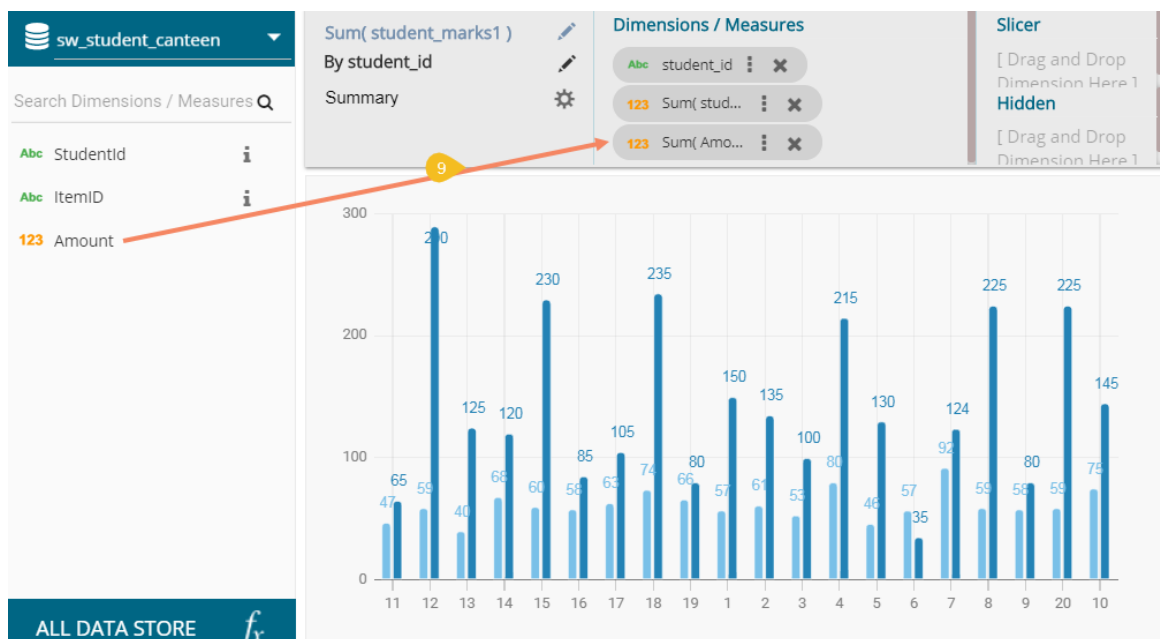 sw_student_canteen
Search Dimensions / Measures
Abc StudentId i
Abc ItemID i
123 Amount
ALL DATA STORE fx
Sum( student_marks1 )
By student_id
Summary
Dimensions / Measures
Abc student_id
123 Sum( stud...
123 Sum( Amo...
Slicer
[ Drag and Drop
Dimension Here ]
Hidden
[ Drag and Drop
Dimension Here ]
9
300
200
100
0
47 65
59 290
40 125
68 120
60 230
58 85
63 105
74 235
66 80
57 150
61 135
53 100
80 215
46 130
57 35
92 124
59 225
58 80
59 225
75 145
11 12 13 14 15 16 17 18 19 1 2 3 4 5 6 7 8 9 20 10